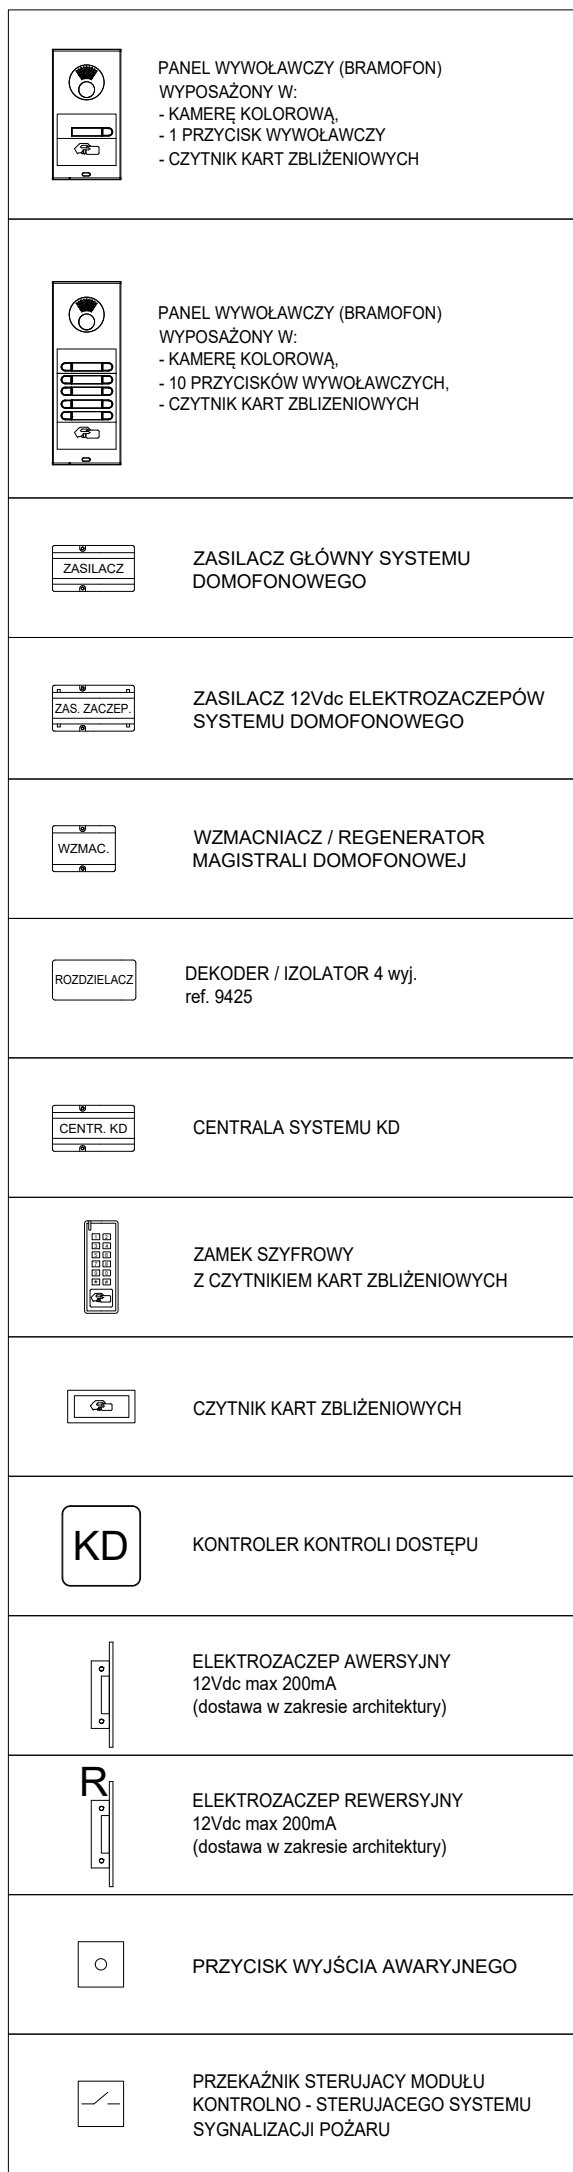 PANEL WYWOŁAWCZY (BRAMOFON)
WYPOSAŻONY W:
- KAMERĘ KOLOROWĄ,
- 1 PRZYCISK WYWOŁAWCZY
- CZYTNIK KART ZBLIŻENIOWYCH
PANEL WYWOŁAWCZY (BRAMOFON)
WYPOSAŻONY W:
- KAMERĘ KOLOROWĄ,
- 10 PRZYCISKÓW WYWOŁAWCZYCH,
- CZYTNIK KART ZBLIZENIOWYCH
ZASILACZ
ZASILACZ GŁÓWNY SYSTEMU
DOMOFONOWEGO
ZAS. ZACZEP.
ZASILACZ 12Vdc ELEKTROZACZEPÓW
SYSTEMU DOMOFONOWEGO
WZMAC.
WZMACNIACZ / REGENERATOR
MAGISTRALI DOMOFONOWEJ
ROZDZIELACZ
DEKODER / IZOLATOR 4 wyj.
ref. 9425
CENTR. KD
CENTRALA SYSTEMU KD
ZAMEK SZYFROWY
Z CZYTNIKIEM KART ZBLIŻENIOWYCH
CZYTNIK KART ZBLIŻENIOWYCH
KD
KONTROLER KONTROLI DOSTĘPU
ELEKTROZACZEP AWERSYJNY
12Vdc max 200mA
(dostawa w zakresie architektury)
R
ELEKTROZACZEP REWERSYJNY
12Vdc max 200mA
(dostawa w zakresie architektury)
PRZYCISK WYJŚCIA AWARYJNEGO
PRZEKAŹNIK STERUJACY MODUŁU
KONTROLNO - STERUJACEGO SYSTEMU
SYGNALIZACJI POŻARU